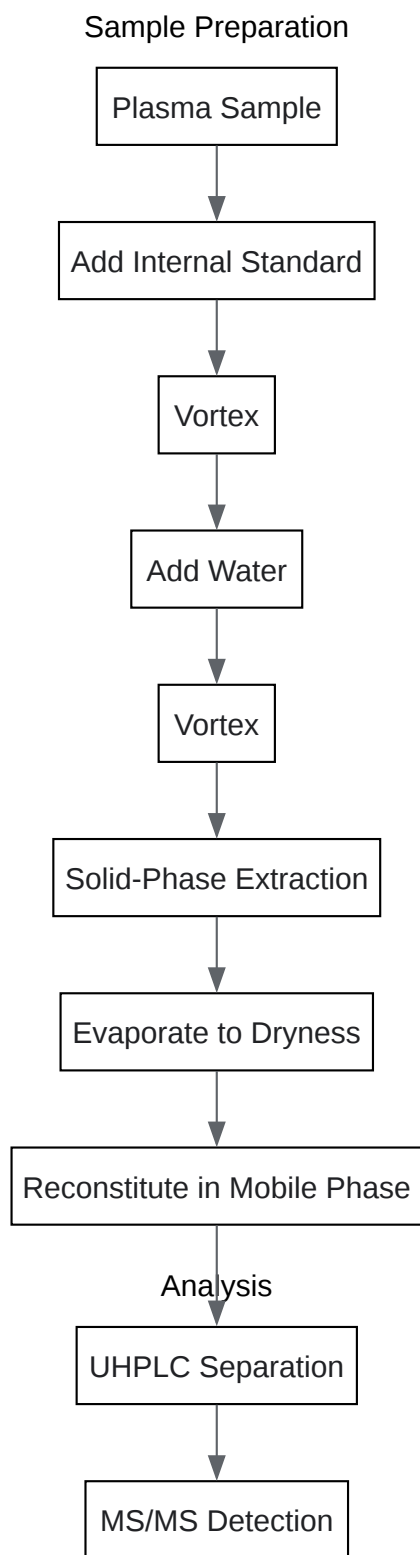 Sample Preparation
Plasma Sample
Add Internal Standard
Vortex
Add Water
Vortex
Solid-Phase Extraction
Evaporate to Dryness
Reconstitute in Mobile Phase
Analysis
UHPLC Separation
MS/MS Detection